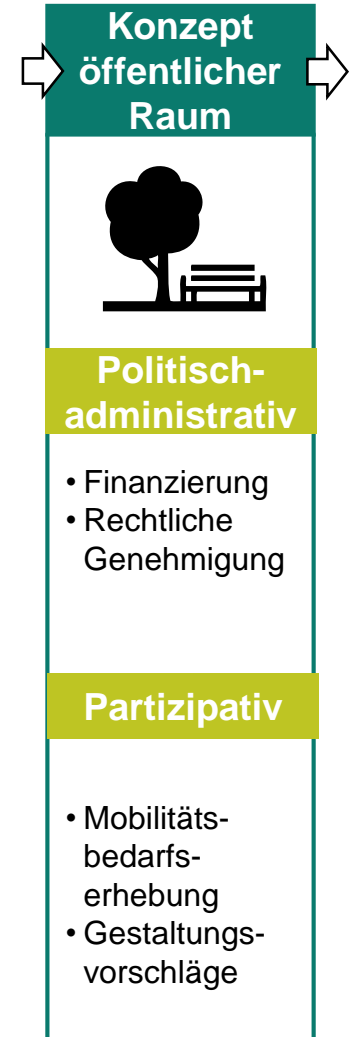 Konzept
öffentlicher
Raum
Politisch-
administrativ
• Finanzierung
• Rechtliche
Genehmigung
Partizipativ
• Mobilitäts-
bedarfs-
erhebung
• Gestaltungs-
vorschläge